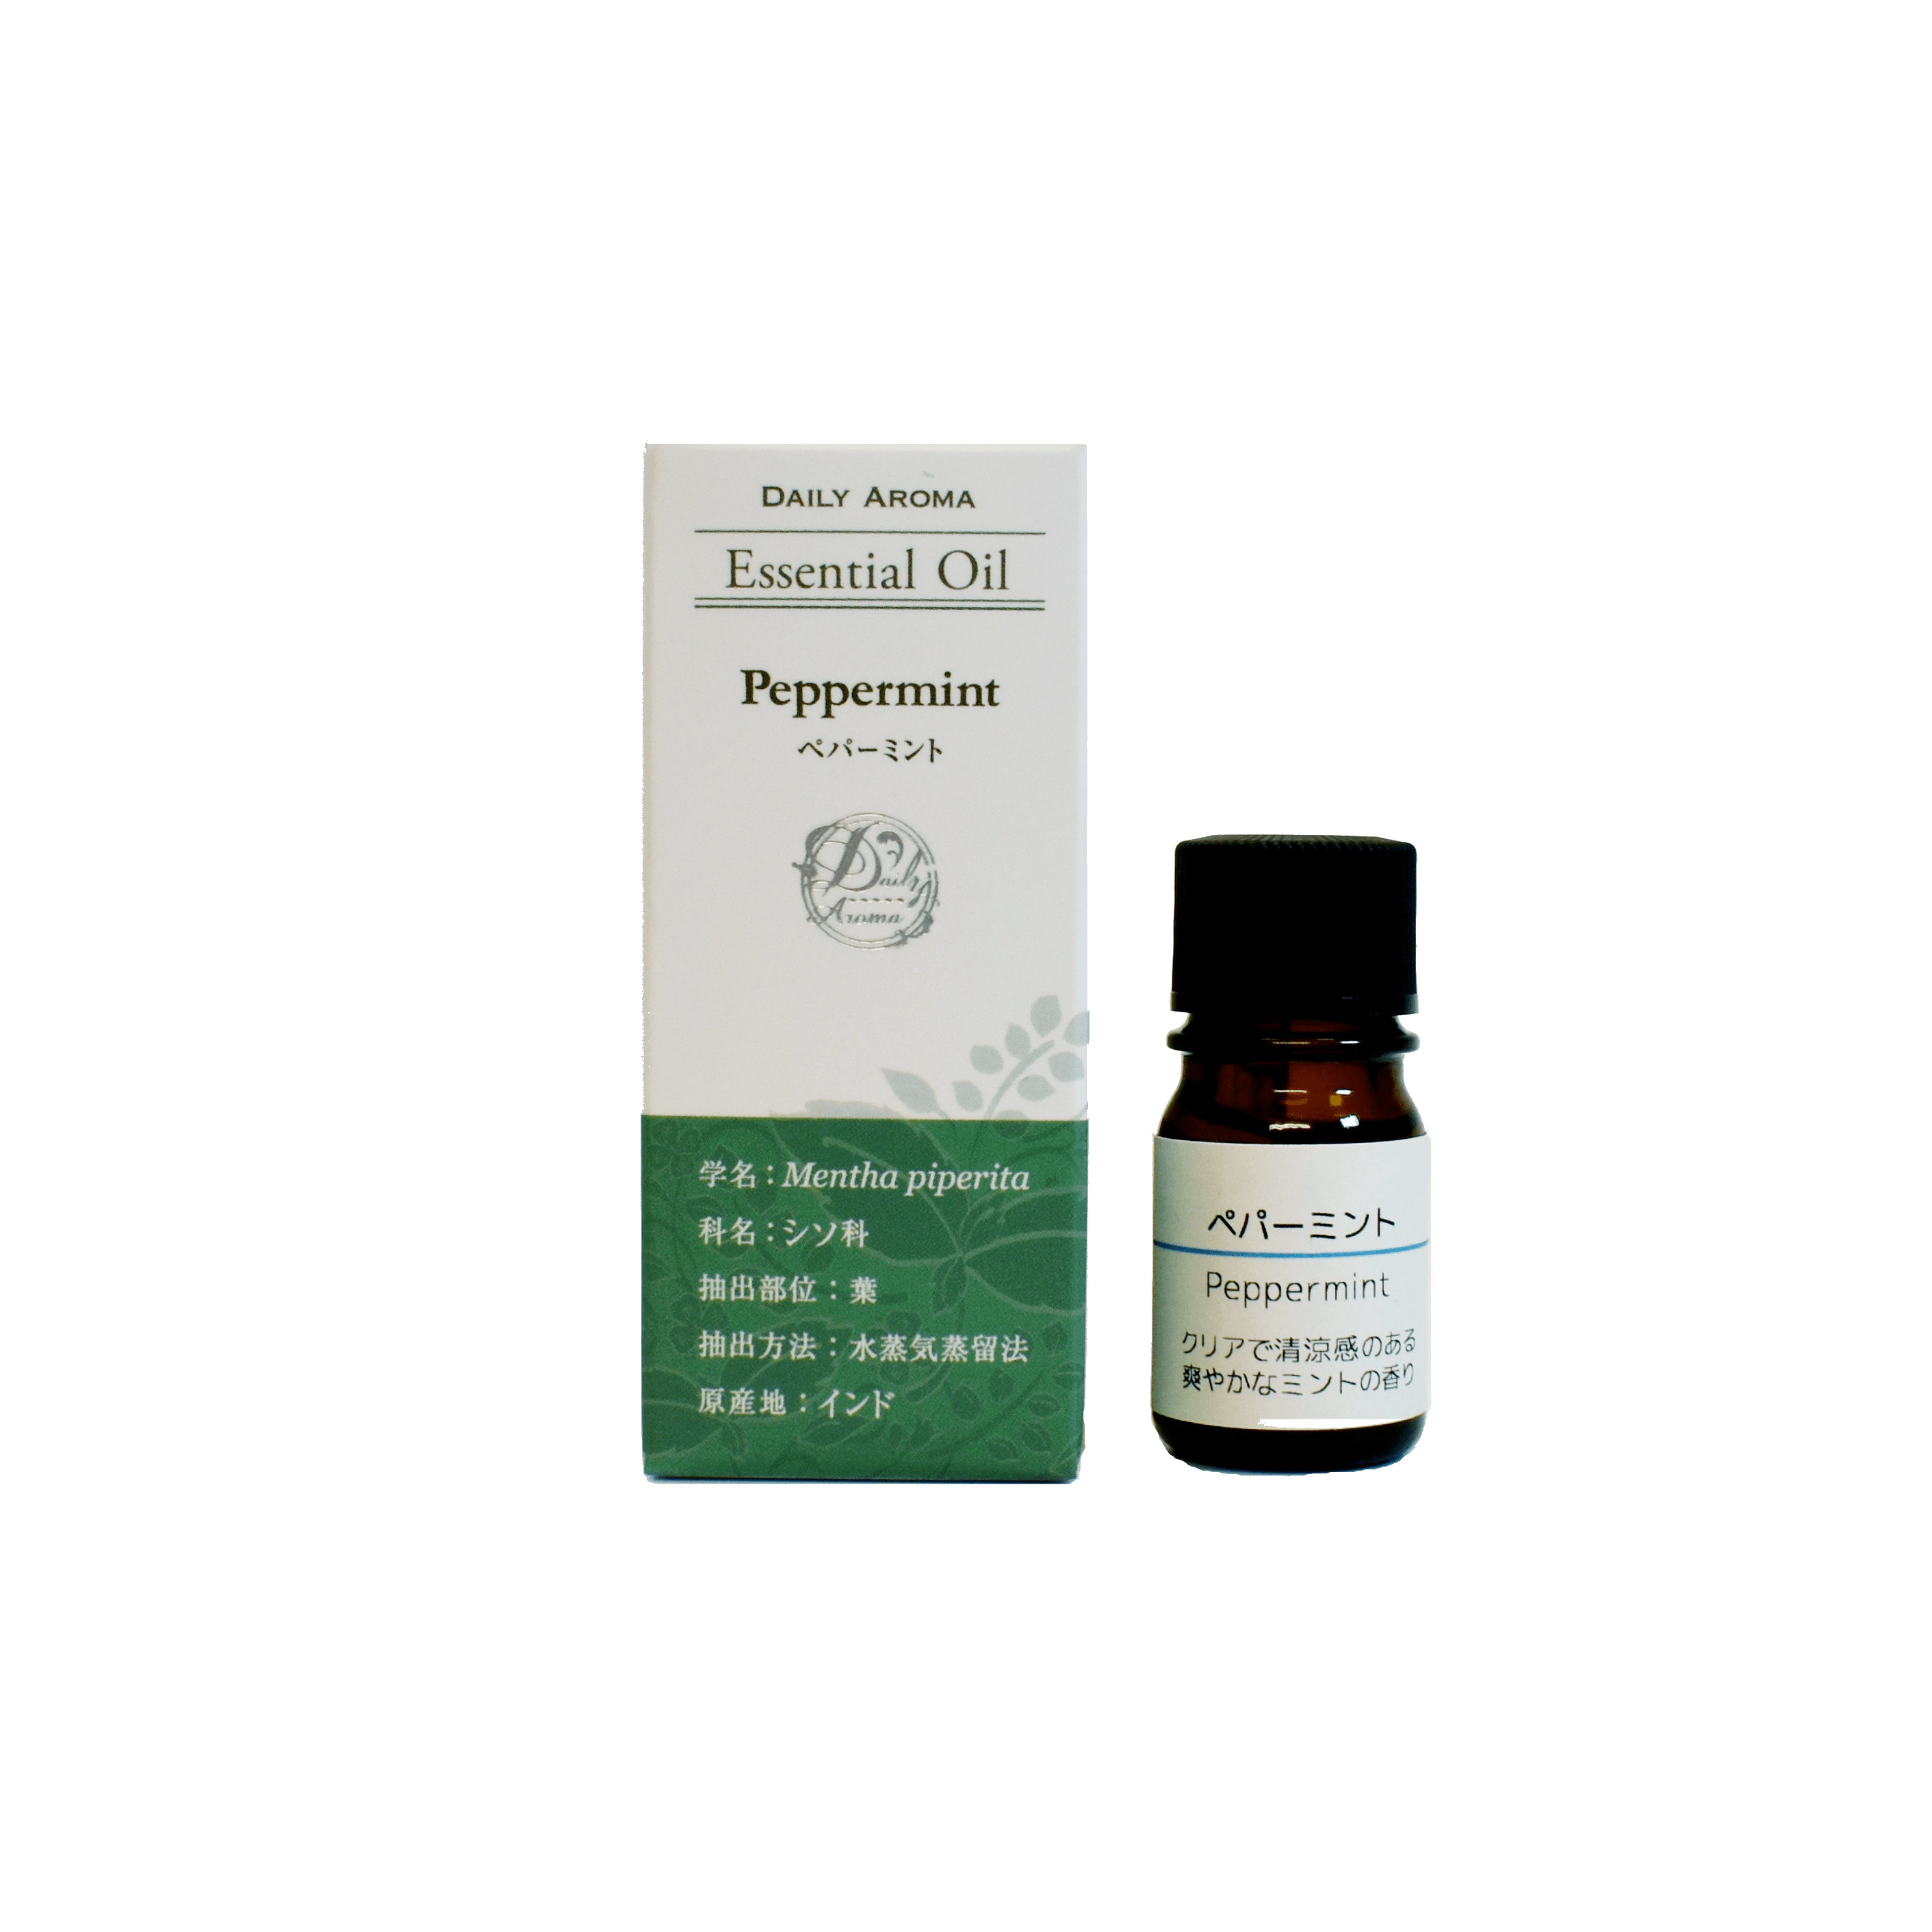 DAILY AROMA
Essential Oil
Peppermint
ペパーミント
Daily
Aroma
学名：Mentha piperita
科名：シソ科
抽出部位：葉
抽出方法：水蒸気蒸留法
原産地：インド
ペパーミント
Peppermint
クリアで清涼感のある
爽やかなミントの香り